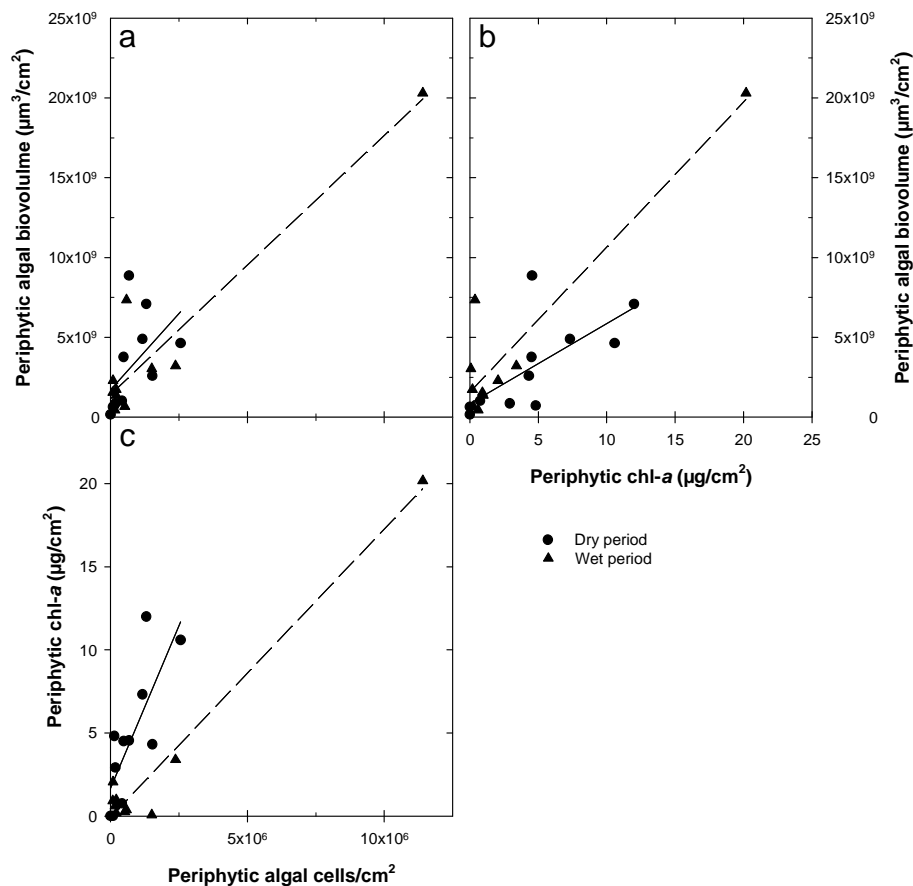 a
Periphytic algal biovolulme (µm³/cm²)
25x10⁹
20x10⁹
15x10⁹
10x10⁹
5x10⁹
0
b
25x10⁹
20x10⁹
15x10⁹
10x10⁹
5x10⁹
0
Periphytic algal biovolume (µm³/cm²)
0 5 10 15 20 25
Periphytic chl-a (µg/cm²)
c
Periphytic chl-a (µg/cm²)
20
15
10
5
0
0 5x10⁶ 10x10⁶
Periphytic algal cells/cm²
Dry period
Wet period